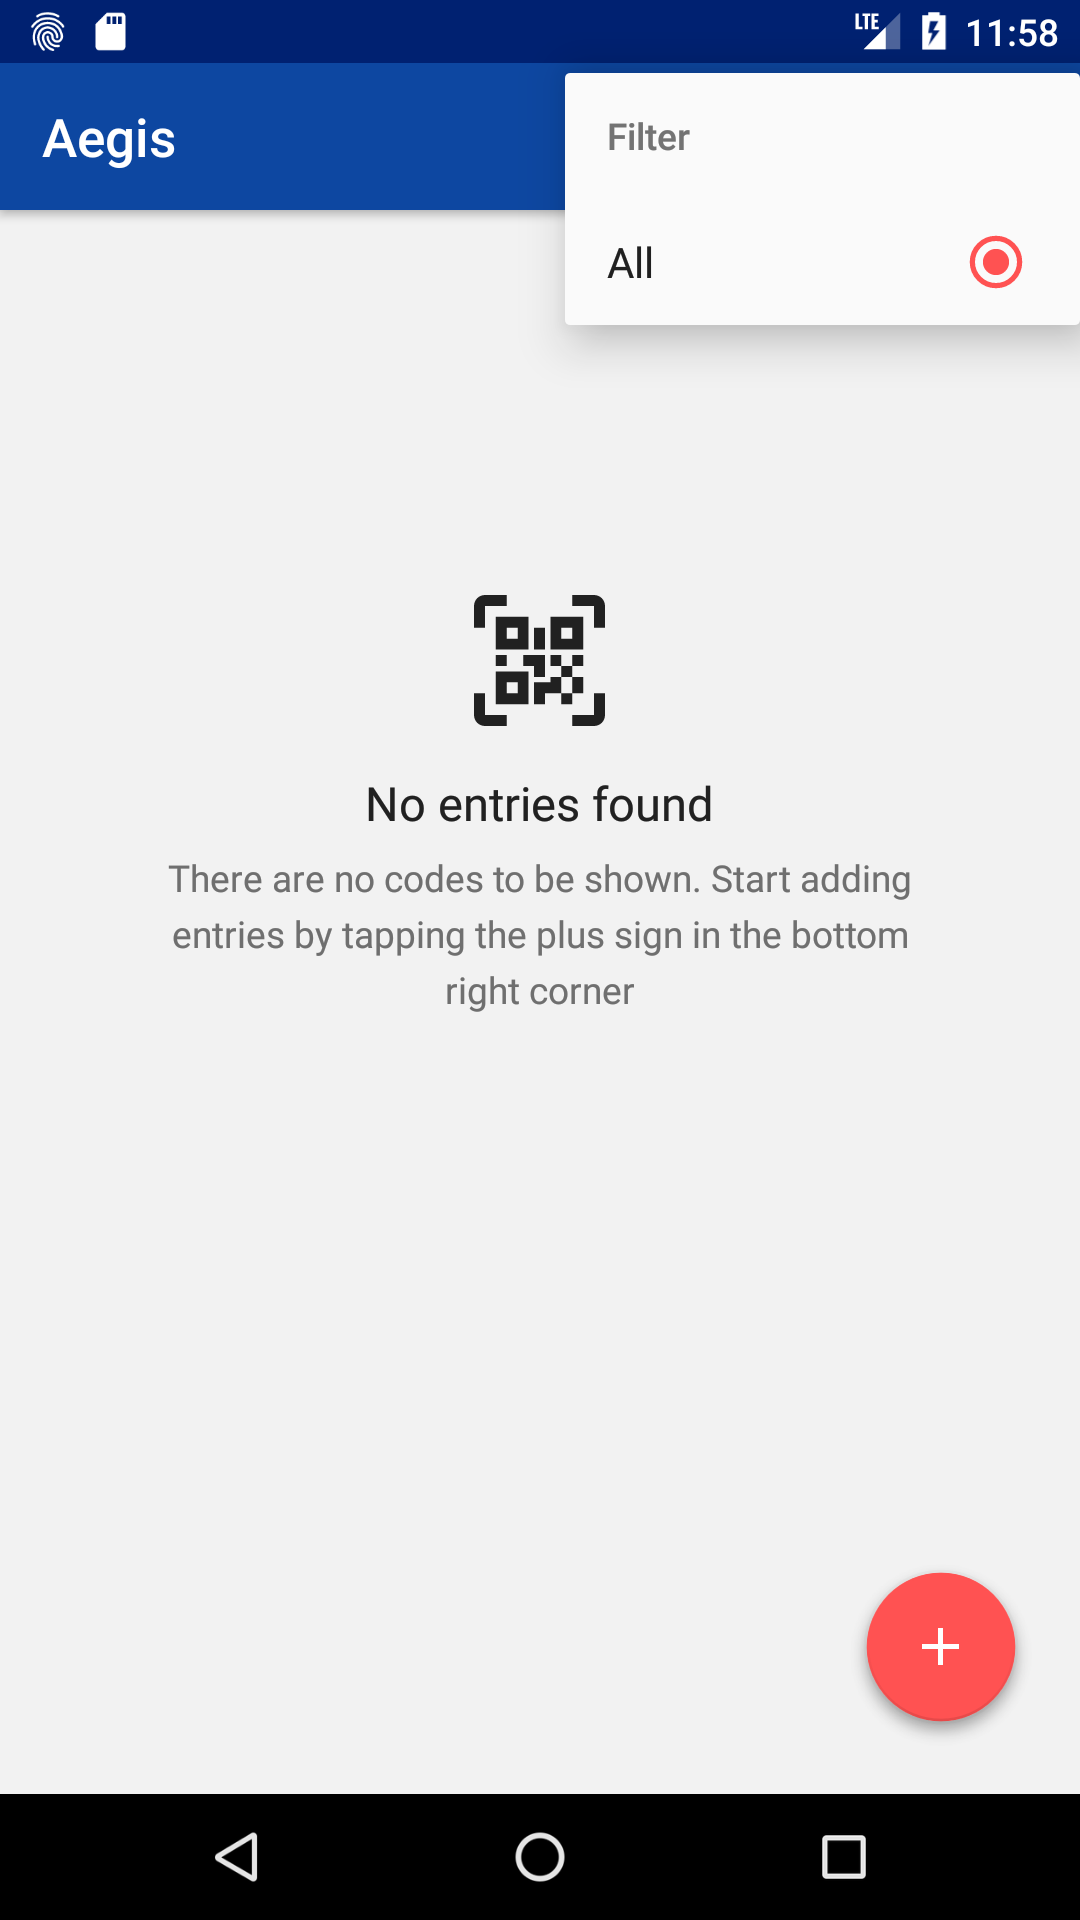 LTE 11:58
Aegis
Filter
All
No entries found
There are no codes to be shown. Start adding
entries by tapping the plus sign in the bottom
right corner